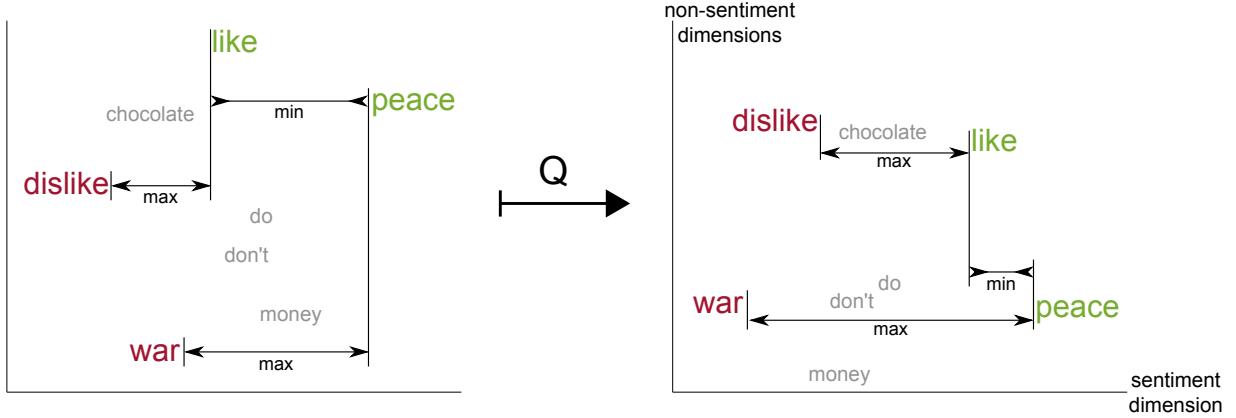 like
chocolate
min
peace
dislike
max
do
don't
money
war
max
Q
non-sentiment
dimensions
dislike
chocolate
like
max
min
do
don't
war
max
peace
money
sentiment
dimension